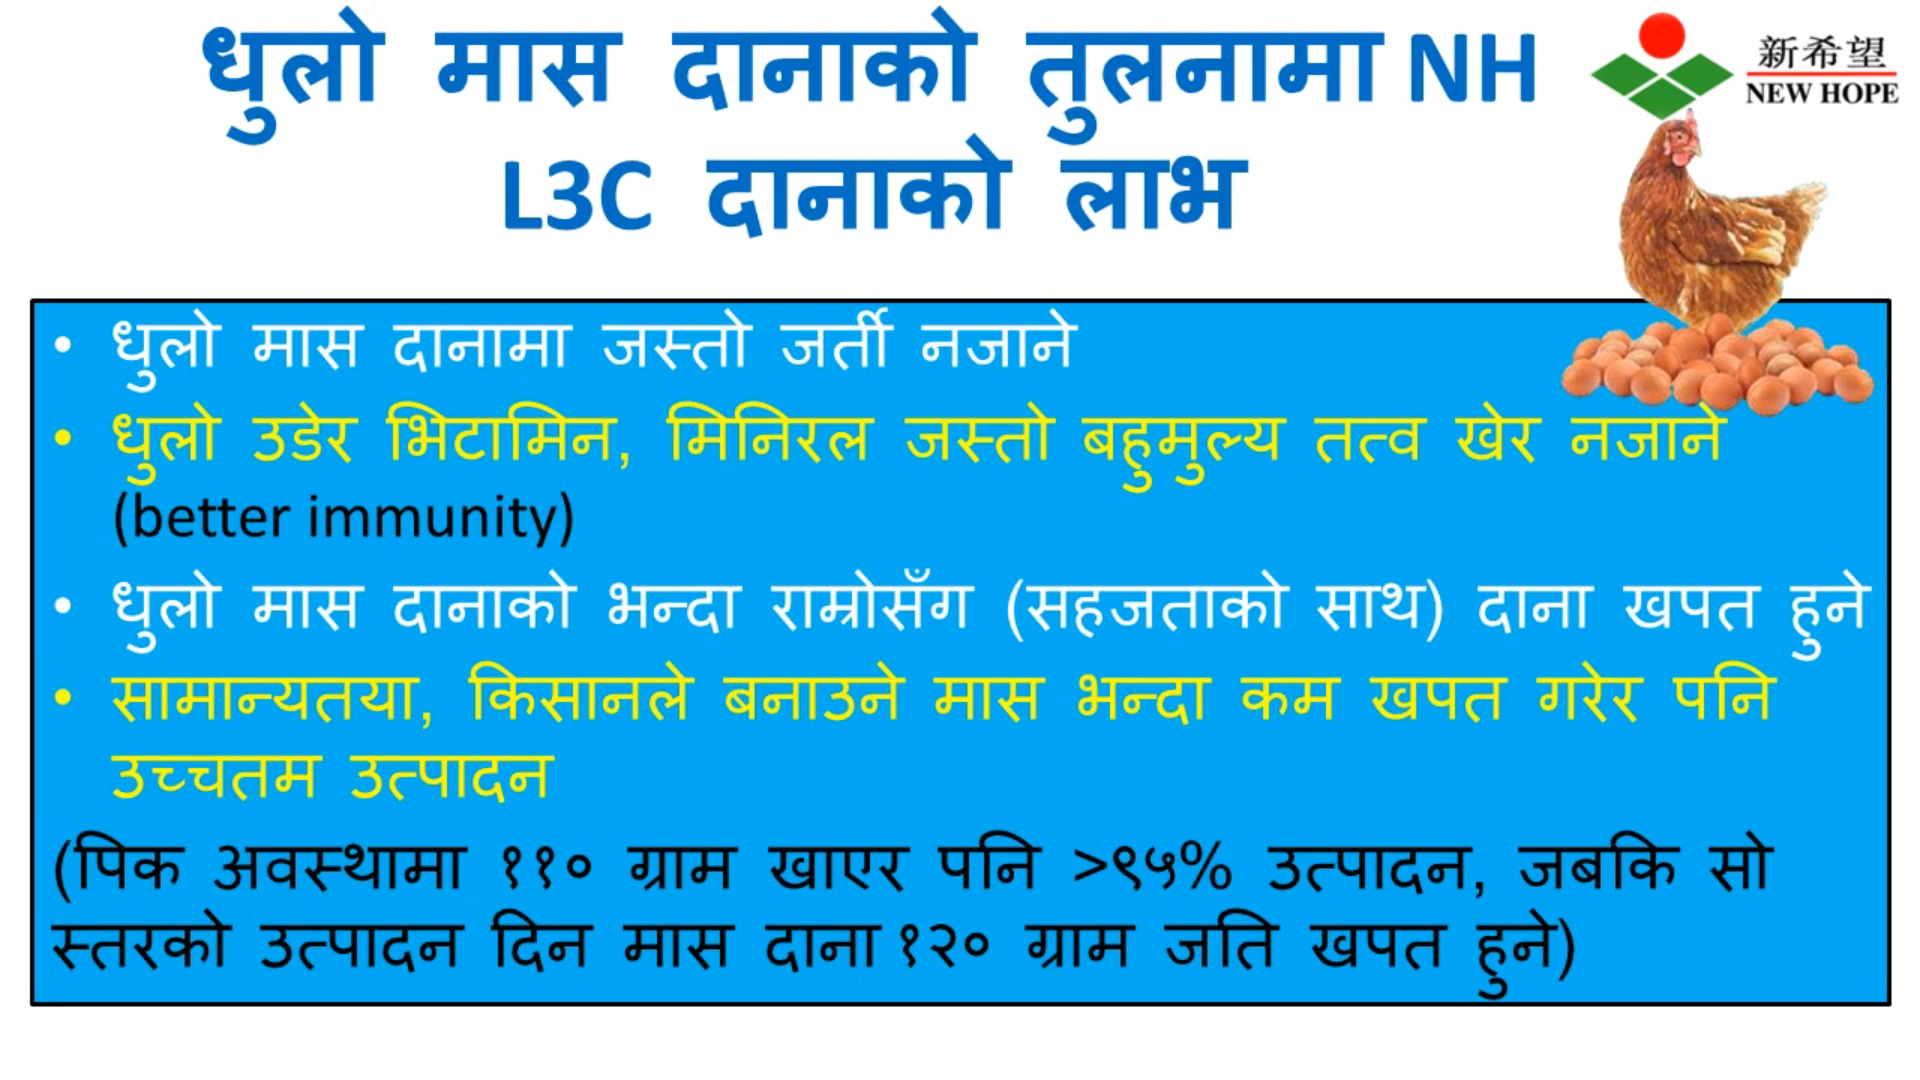 धुलो मास दानाको तुलनामा NH
L3C दानाको लाभ
新希望
NEW HOPE
• धुलो मास दानामा जस्तो जर्ती नजाने
• धुलो उडेर भिटामिन, मिनिरल जस्तो बहुमुल्य तत्व खेर नजाने
(better immunity)
• धुलो मास दानाको भन्दा राम्रोसँग (सहजताको साथ) दाना खपत हुने
• सामान्यतया, किसानले बनाउने मास भन्दा कम खपत गरेर पनि
उच्चतम उत्पादन
(पिक अवस्थामा ११० ग्राम खाएर पनि >९५% उत्पादन, जबकि सो
स्तरको उत्पादन दिन मास दाना १२० ग्राम जति खपत हुने)